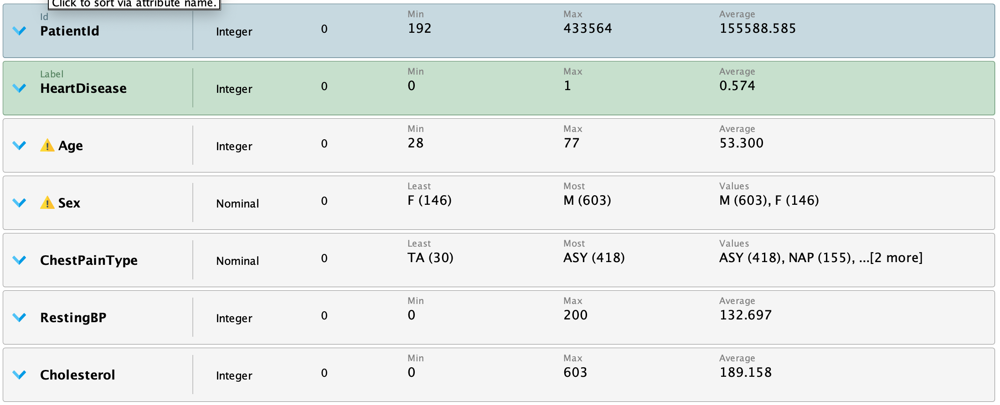 Click to sort via attribute name.
Id
PatientId
Integer
0
Min
192
Max
433564
Average
155588.585
Label
HeartDisease
Integer
0
Min
0
Max
1
Average
0.574
Age
Integer
0
Min
28
Max
77
Average
53.300
Sex
Nominal
0
Least
F (146)
Most
M (603)
Values
M (603), F (146)
ChestPainType
Nominal
0
Least
TA (30)
Most
ASY (418)
Values
ASY (418), NAP (155), ...[2 more]
RestingBP
Integer
0
Min
0
Max
200
Average
132.697
Cholesterol
Integer
0
Min
0
Max
603
Average
189.158